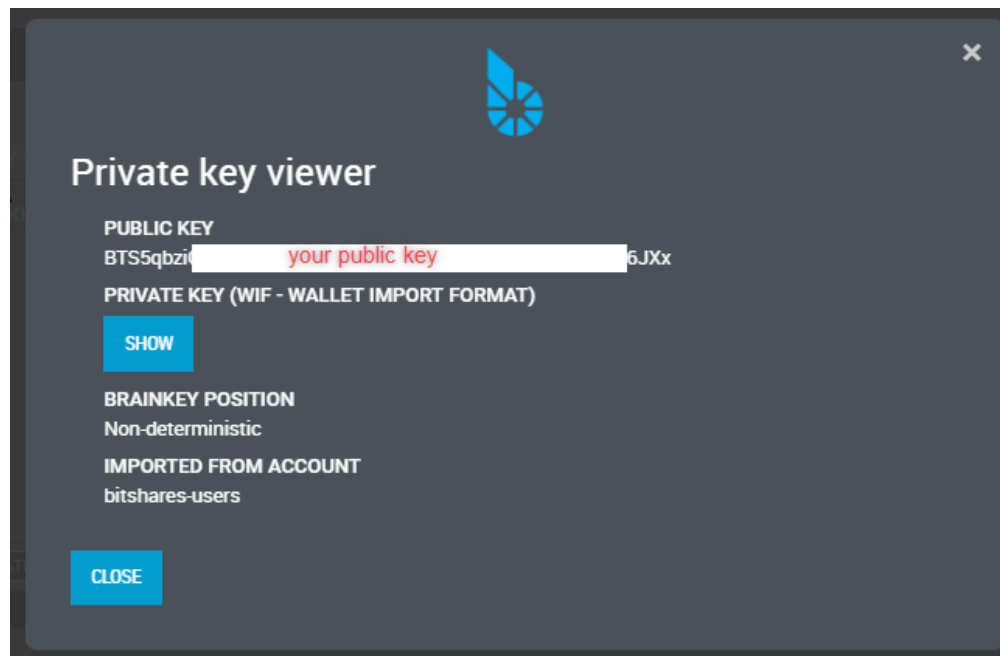 ×
Private key viewer
PUBLIC KEY
BTS5qbzi your public key 6JXx
PRIVATE KEY (WIF - WALLET IMPORT FORMAT)
SHOW
BRAINKEY POSITION
Non-deterministic
IMPORTED FROM ACCOUNT
bitshares-users
CLOSE